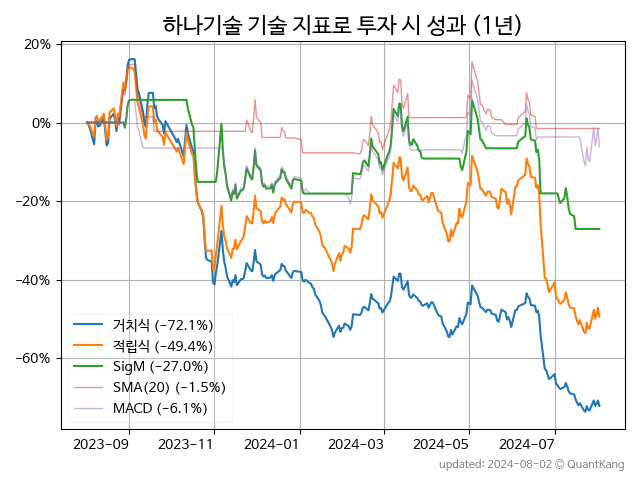 하나기술 기술 지표로 투자 시 성과 (1년)
20%
0%
−20%
−40%
−60%
거치식 (−72.1%)
적립식 (−49.4%)
SigM (−27.0%)
SMA(20) (−1.5%)
MACD (−6.1%)
2023−09 2023−11 2024−01 2024−03 2024−05 2024−07
updated: 2024−08−02 © QuantKang